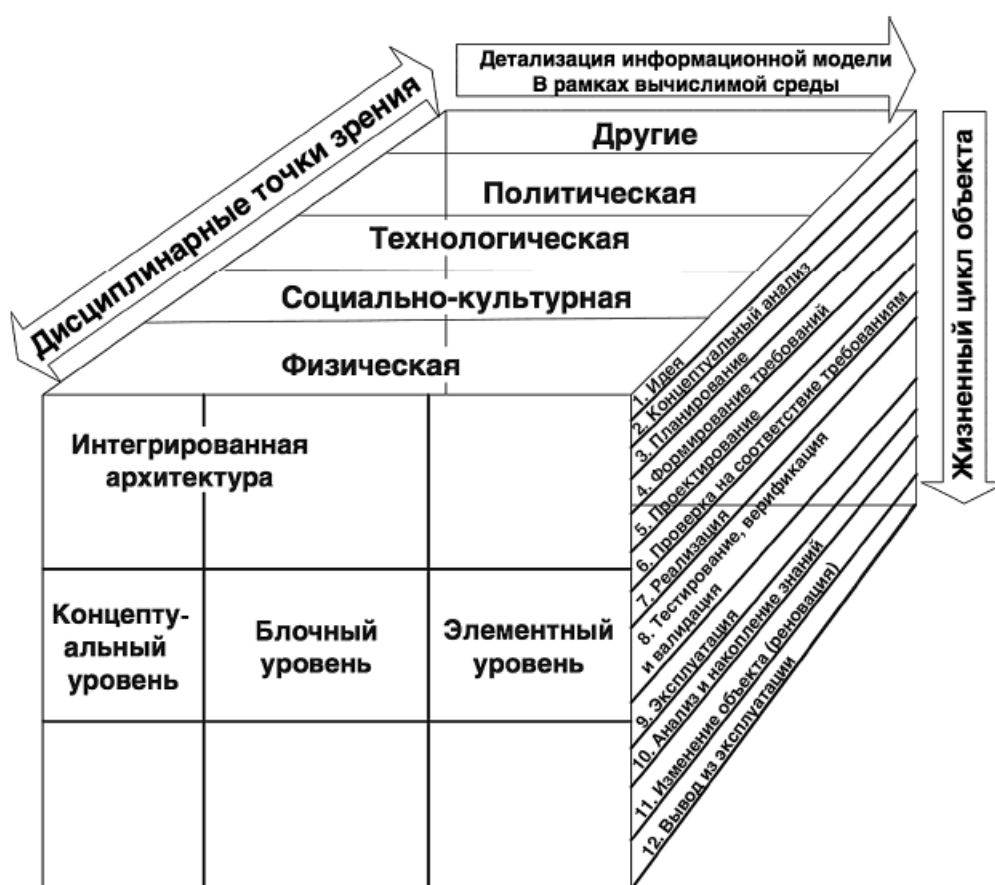 Детализация информационной модели
В рамках вычислимой среды
Дисциплинарные точки зрения
Жизненный цикл объекта
Другие
Политическая
Технологическая
Социально-культурная
Физическая
Интегрированная
архитектура
Концепту-
альный
уровень
Блочный
уровень
Элементный
уровень
1. Идея
2. Концептуальный анализ
3. Планирование
4. Формирование требований
5. Проектирование
6. Проверка на соответствие требованиям
7. Реализация
8. Тестирование, верификация
и валидация
9. Эксплуатация
10. Анализ и накопление знаний
11. Изменение объекта (реновация)
12. Вывод из эксплуатации